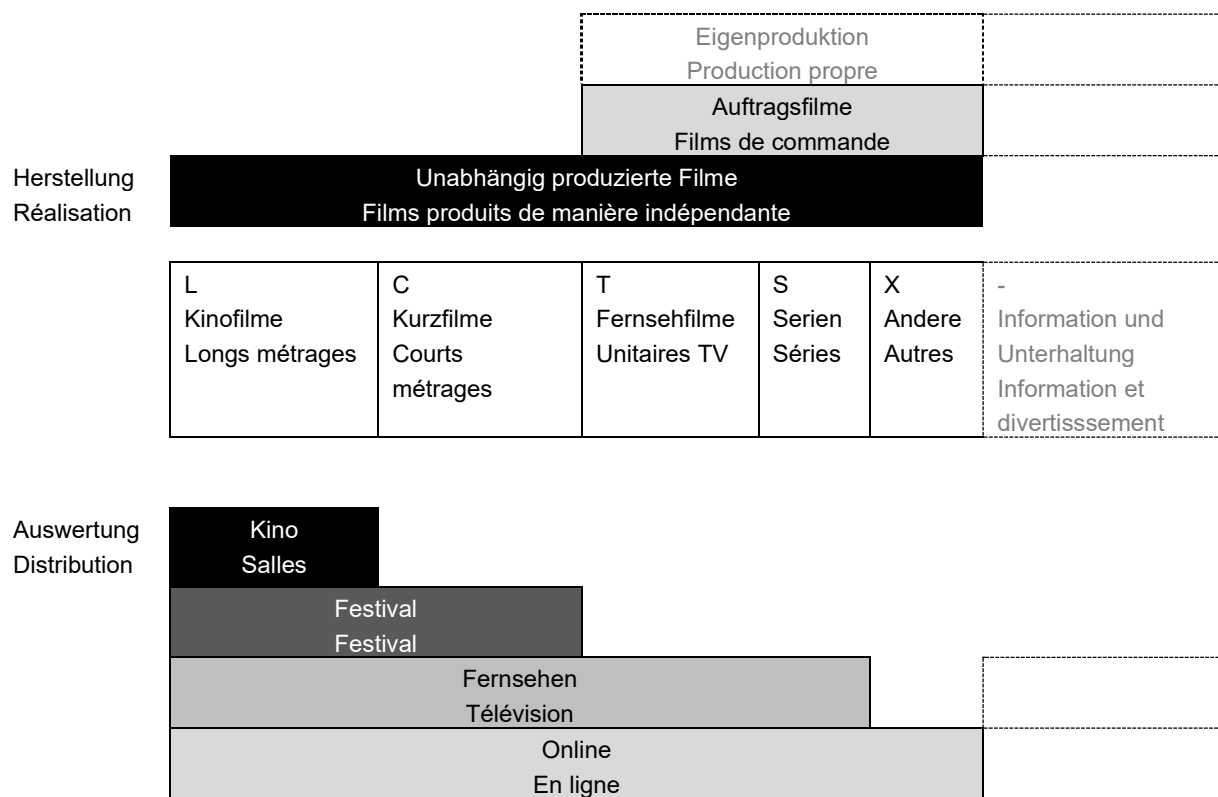 Eigenproduktion
Production propre
Auftragsfilme
Films de commande
Herstellung
Réalisation
Unabhängig produzierte Filme
Films produits de manière indépendante
L
Kinofilme
Longs métrages
C
Kurzfilme
Courts
métrages
T
Fernsehfilme
Unitaires TV
S
Serien
Séries
X
Andere
Autres
-
Information und
Unterhaltung
Information et
divertisssement
Auswertung
Distribution
Kino
Salles
Festival
Festival
Fernsehen
Télévision
Online
En ligne